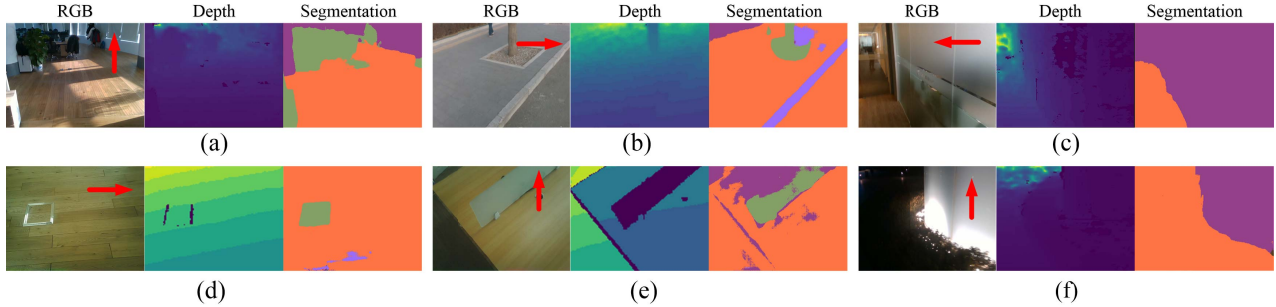 RGB Depth Segmentation RGB Depth Segmentation RGB Depth Segmentation
(a) (b) (c)
(d) (e) (f)